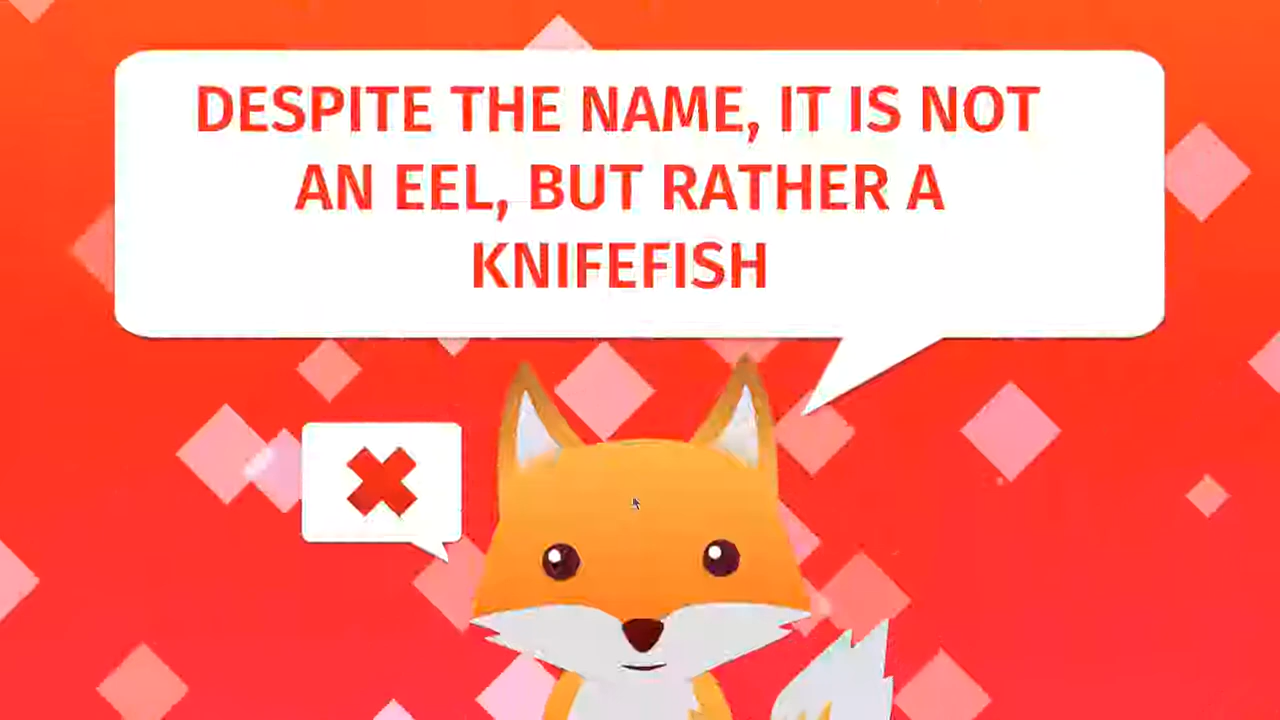 DESPITE THE NAME, IT IS NOT
AN EEL, BUT RATHER A
KNIFEFISH